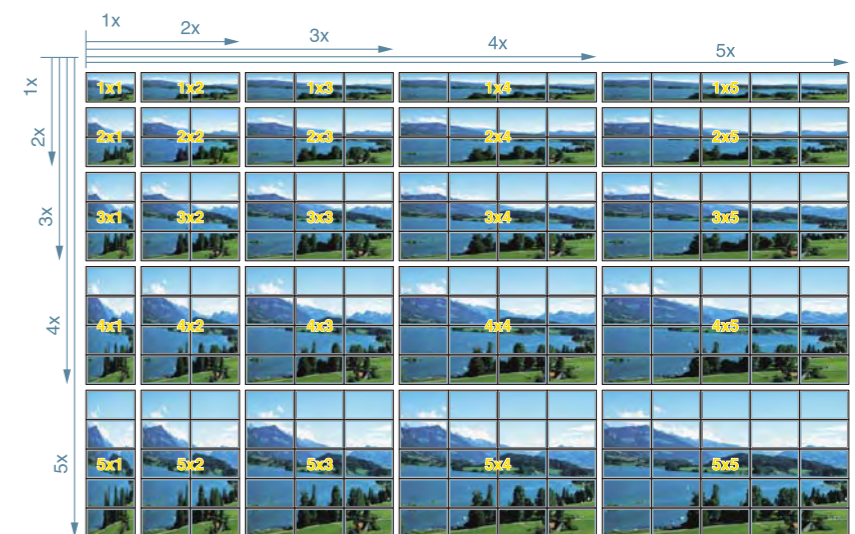 1x 2x 3x 4x 5x
1x
1x1 1x2 1x3 1x4 1x5
2x
2x1 2x2 2x3 2x4 2x5
3x
3x1 3x2 3x3 3x4 3x5
4x
4x1 4x2 4x3 4x4 4x5
5x
5x1 5x2 5x3 5x4 5x5